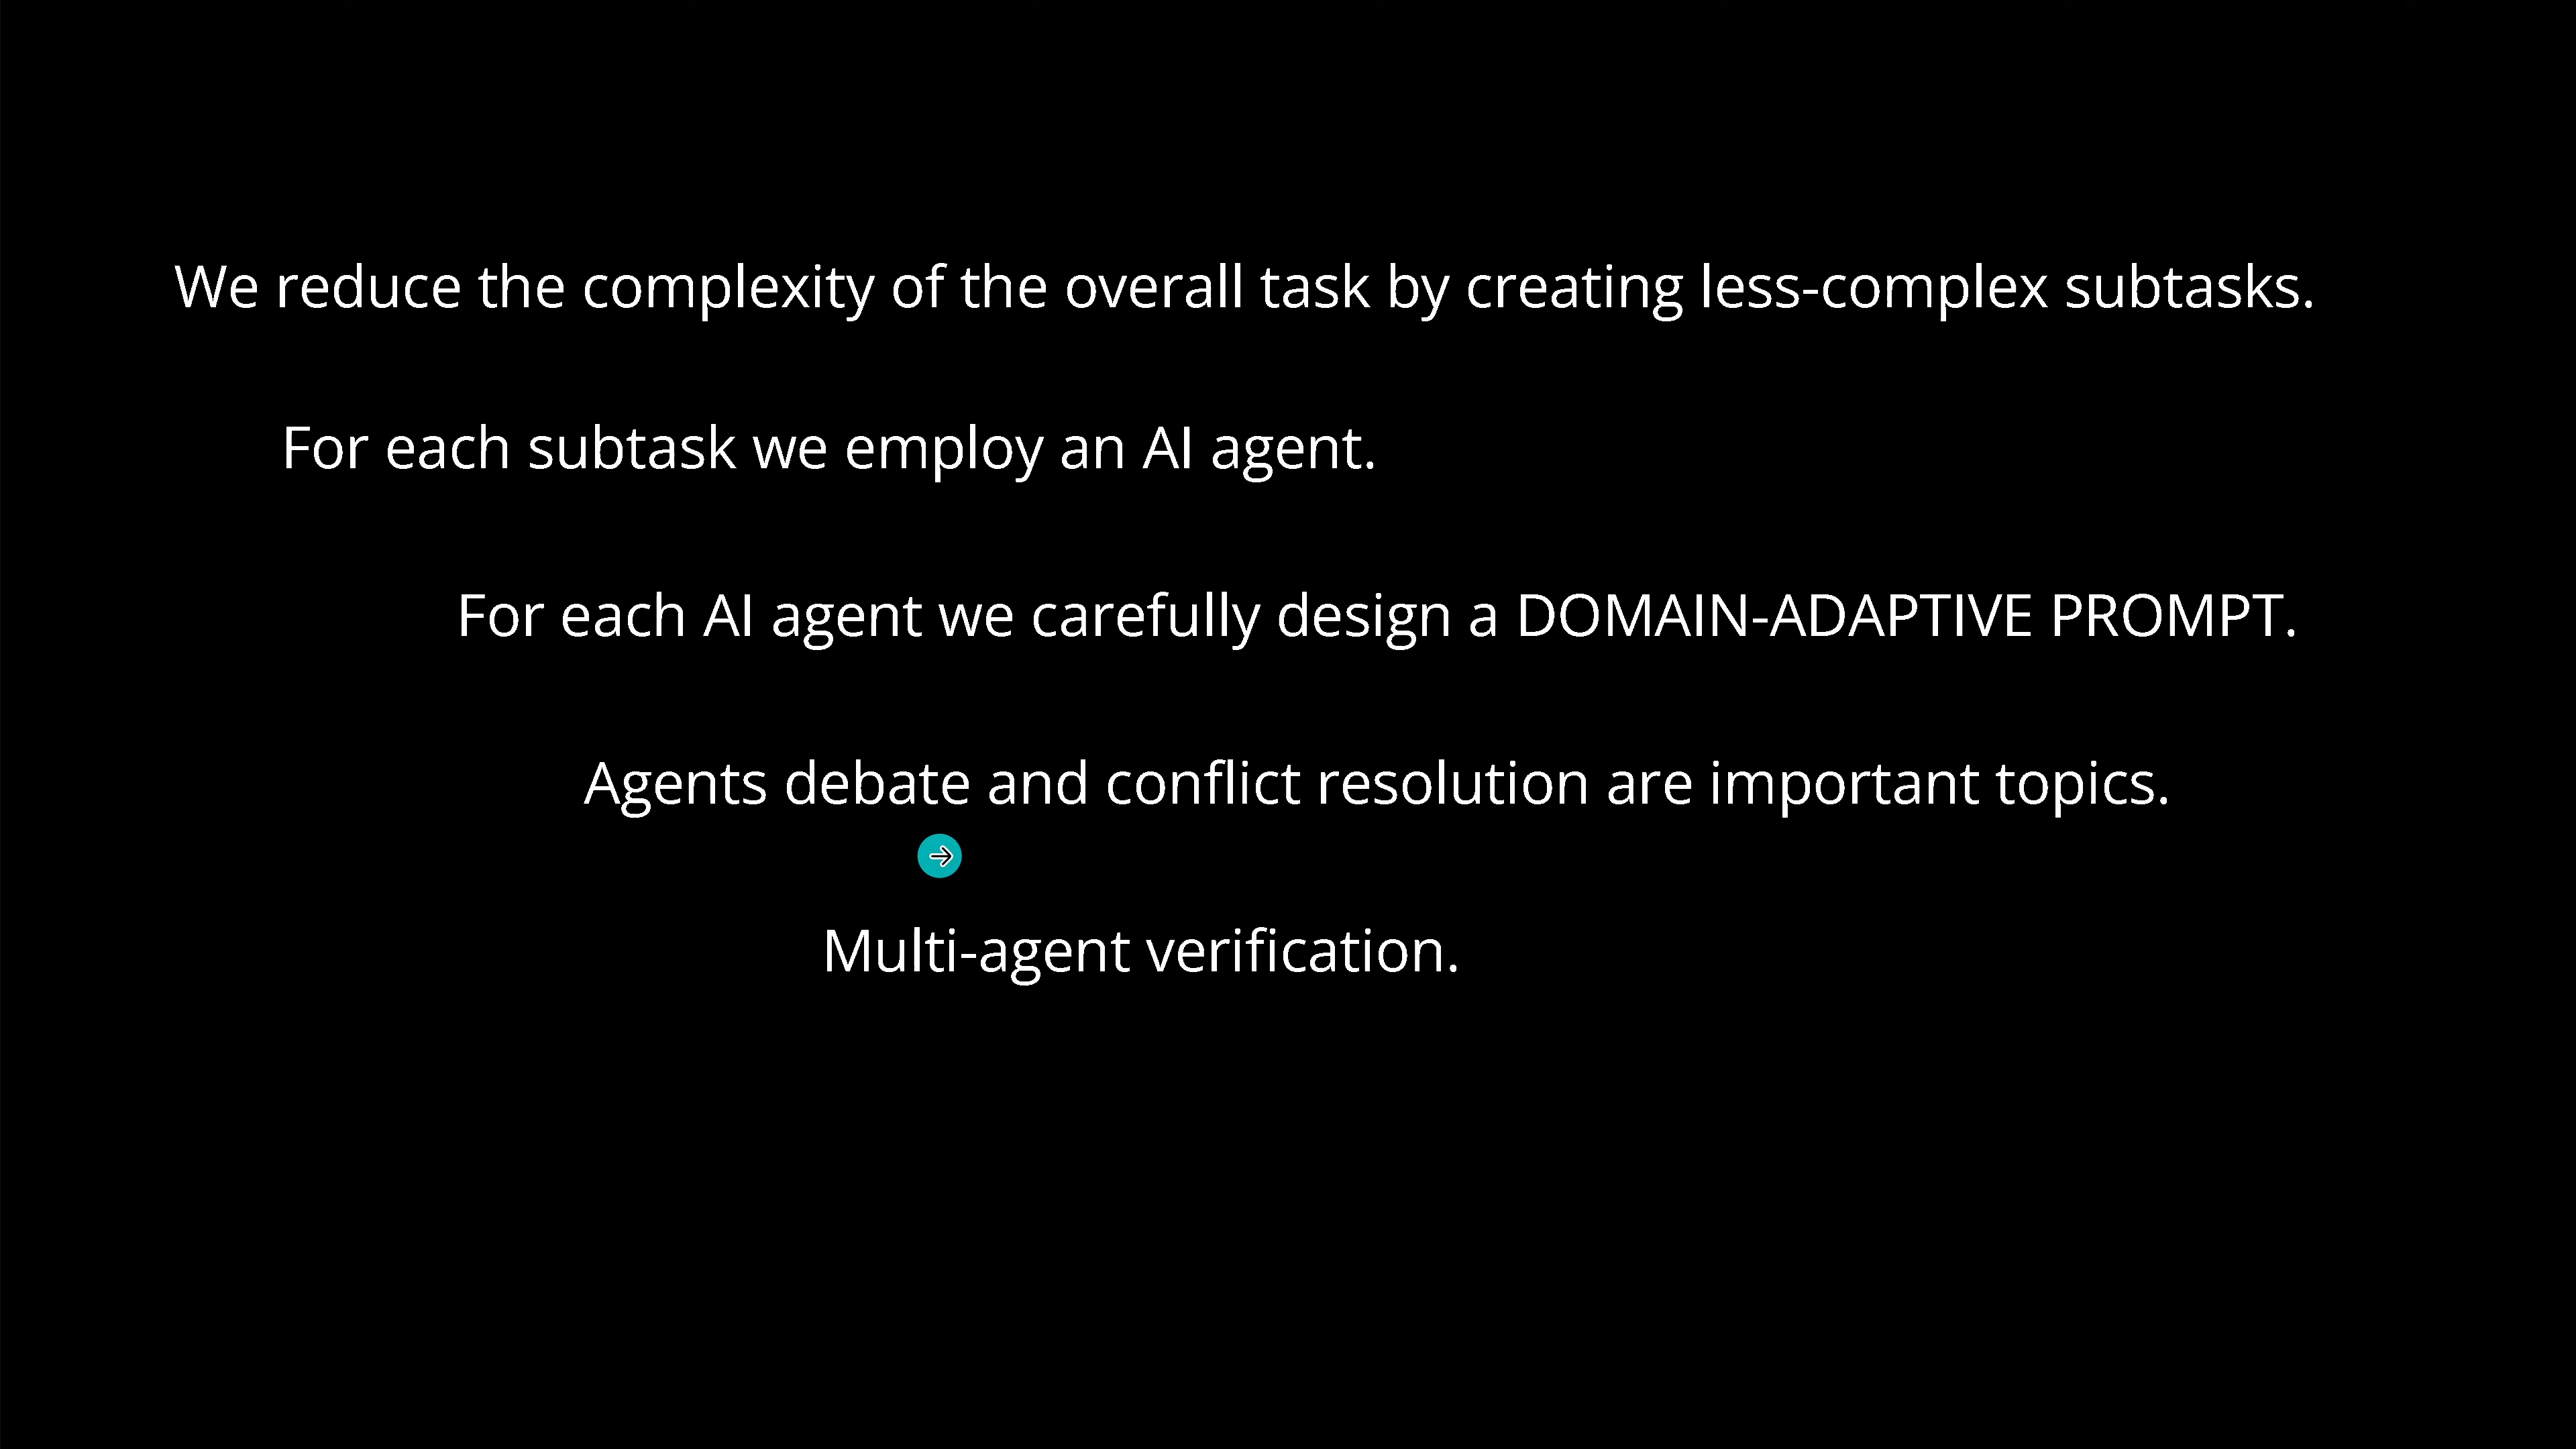 We reduce the complexity of the overall task by creating less-complex subtasks.
For each subtask we employ an AI agent.
For each AI agent we carefully design a DOMAIN-ADAPTIVE PROMPT.
Agents debate and conflict resolution are important topics.
Multi-agent verification.